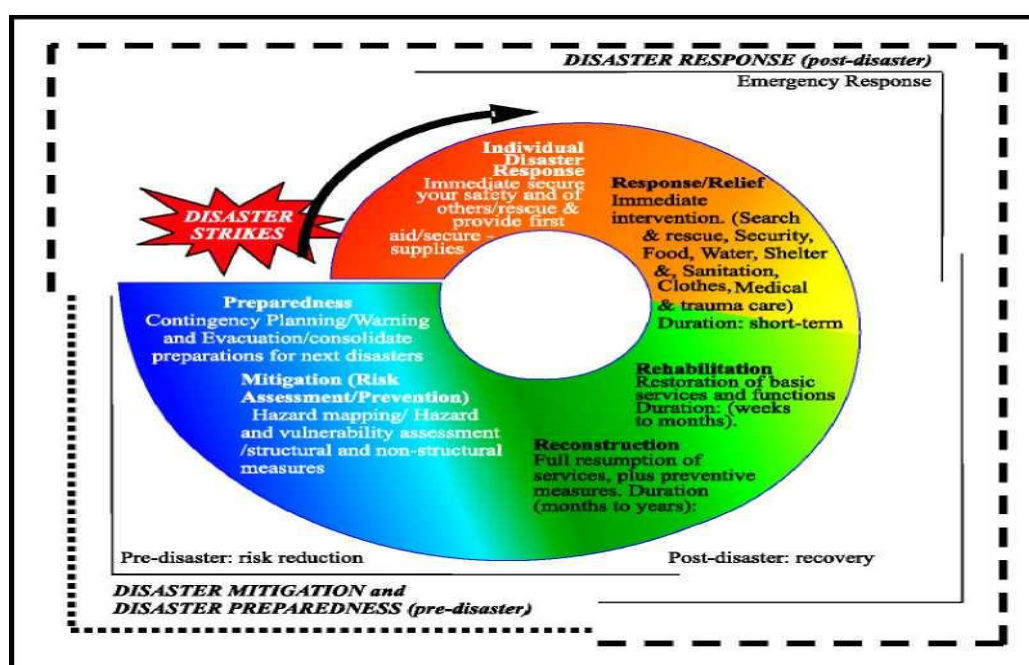 DISASTER RESPONSE (post-disaster)
Emergency Response
DISASTER
STRIKES
Individual
Disaster
Response
Immediate secure
your safety and of
others/rescue &
provide first
aid/secure -
supplies
Response/Relief
Immediate
intervention. (Search
& rescue, Security,
Food, Water, Shelter
&, Sanitation,
Clothes, Medical
& trauma care)
Duration: short-term
Rehabilitation
Restoration of basic
services and functions
Duration: (weeks
to months).
Reconstruction
Full resumption of
services, plus preventive
measures. Duration
(months to years):
Preparedness
Contingency Planning/Warning
and Evacuation/consolidate
preparations for next disasters
Mitigation (Risk
Assessment/Prevention)
Hazard mapping/ Hazard
and vulnerability assessment
/structural and non-structural
measures
Pre-disaster: risk reduction
Post-disaster: recovery
DISASTER MITIGATION and
DISASTER PREPAREDNESS (pre-disaster)